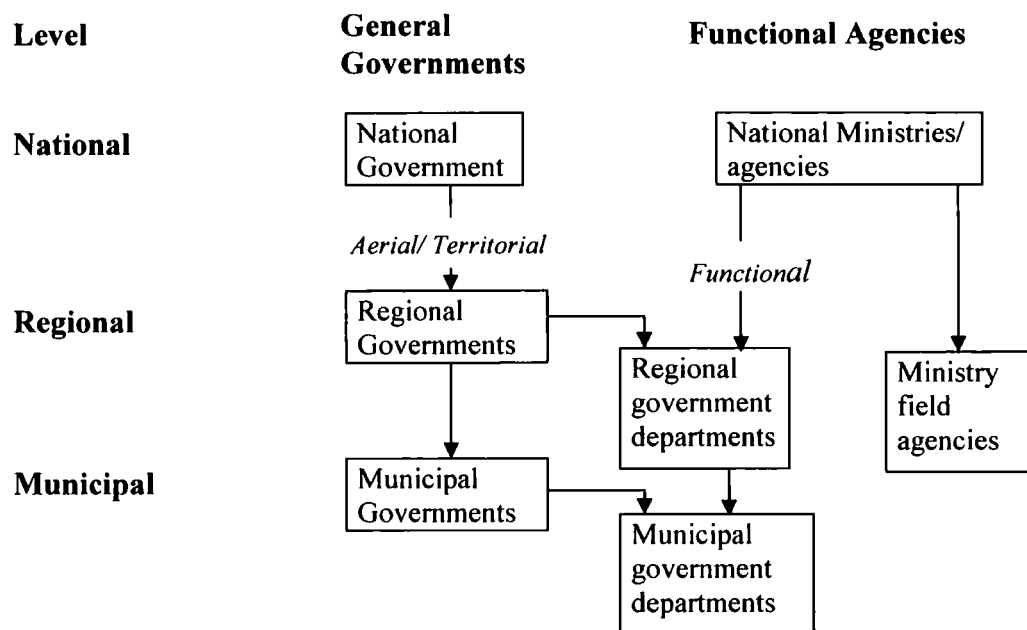 Level
General
Governments
Functional Agencies
National
National
Government
National Ministries/
agencies
Aerial/ Territorial
Functional
Regional
Regional
Governments
Regional
government
departments
Ministry
field
agencies
Municipal
Municipal
Governments
Municipal
government
departments